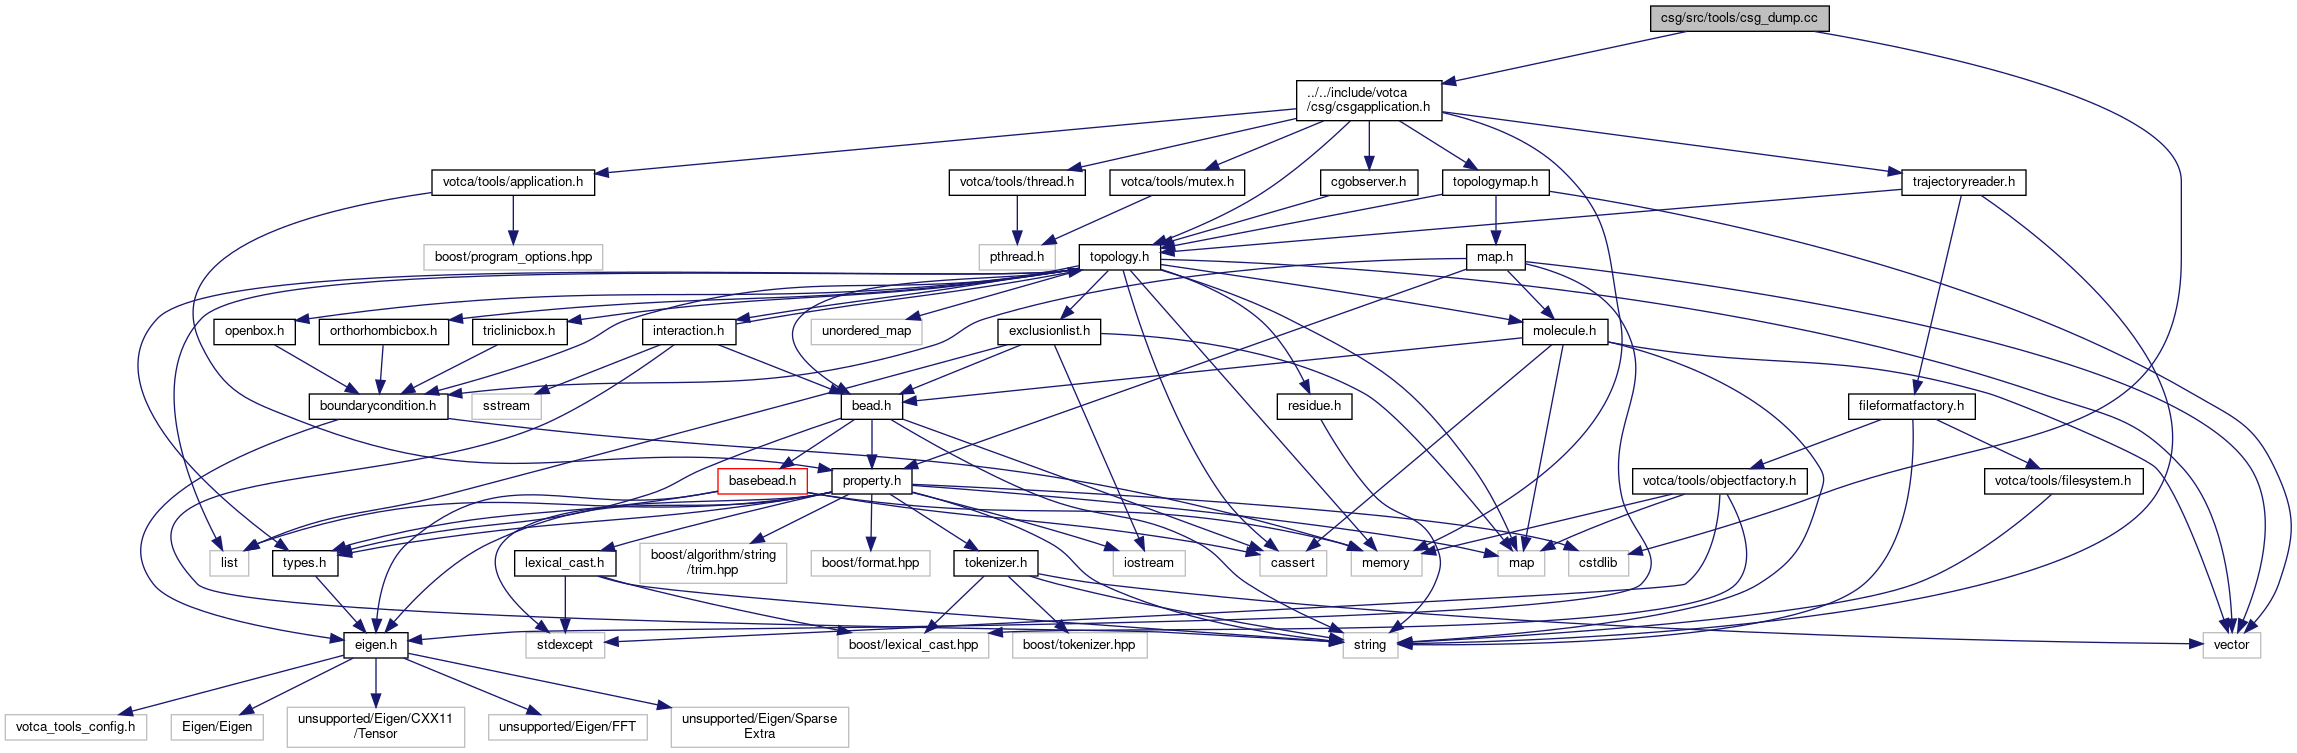 csg/src/tools/csg_dump.cc
../../include/votca
/csg/csgapplication.h
votca/tools/application.h
votca/tools/thread.h
votca/tools/mutex.h
cgobserver.h
topologymap.h
trajectoryreader.h
boost/program_options.hpp
pthread.h
topology.h
map.h
openbox.h
orthorhombicbox.h
triclinicbox.h
interaction.h
unordered_map
exclusionlist.h
molecule.h
boundarycondition.h
sstream
bead.h
residue.h
fileformatfactory.h
basebead.h
property.h
votca/tools/objectfactory.h
votca/tools/filesystem.h
list
types.h
lexical_cast.h
boost/algorithm/string
/trim.hpp
boost/format.hpp
tokenizer.h
iostream
cassert
memory
map
cstdlib
eigen.h
stdexcept
boost/lexical_cast.hpp
boost/tokenizer.hpp
string
vector
votca_tools_config.h
Eigen/Eigen
unsupported/Eigen/CXX11
/Tensor
unsupported/Eigen/FFT
unsupported/Eigen/Sparse
Extra